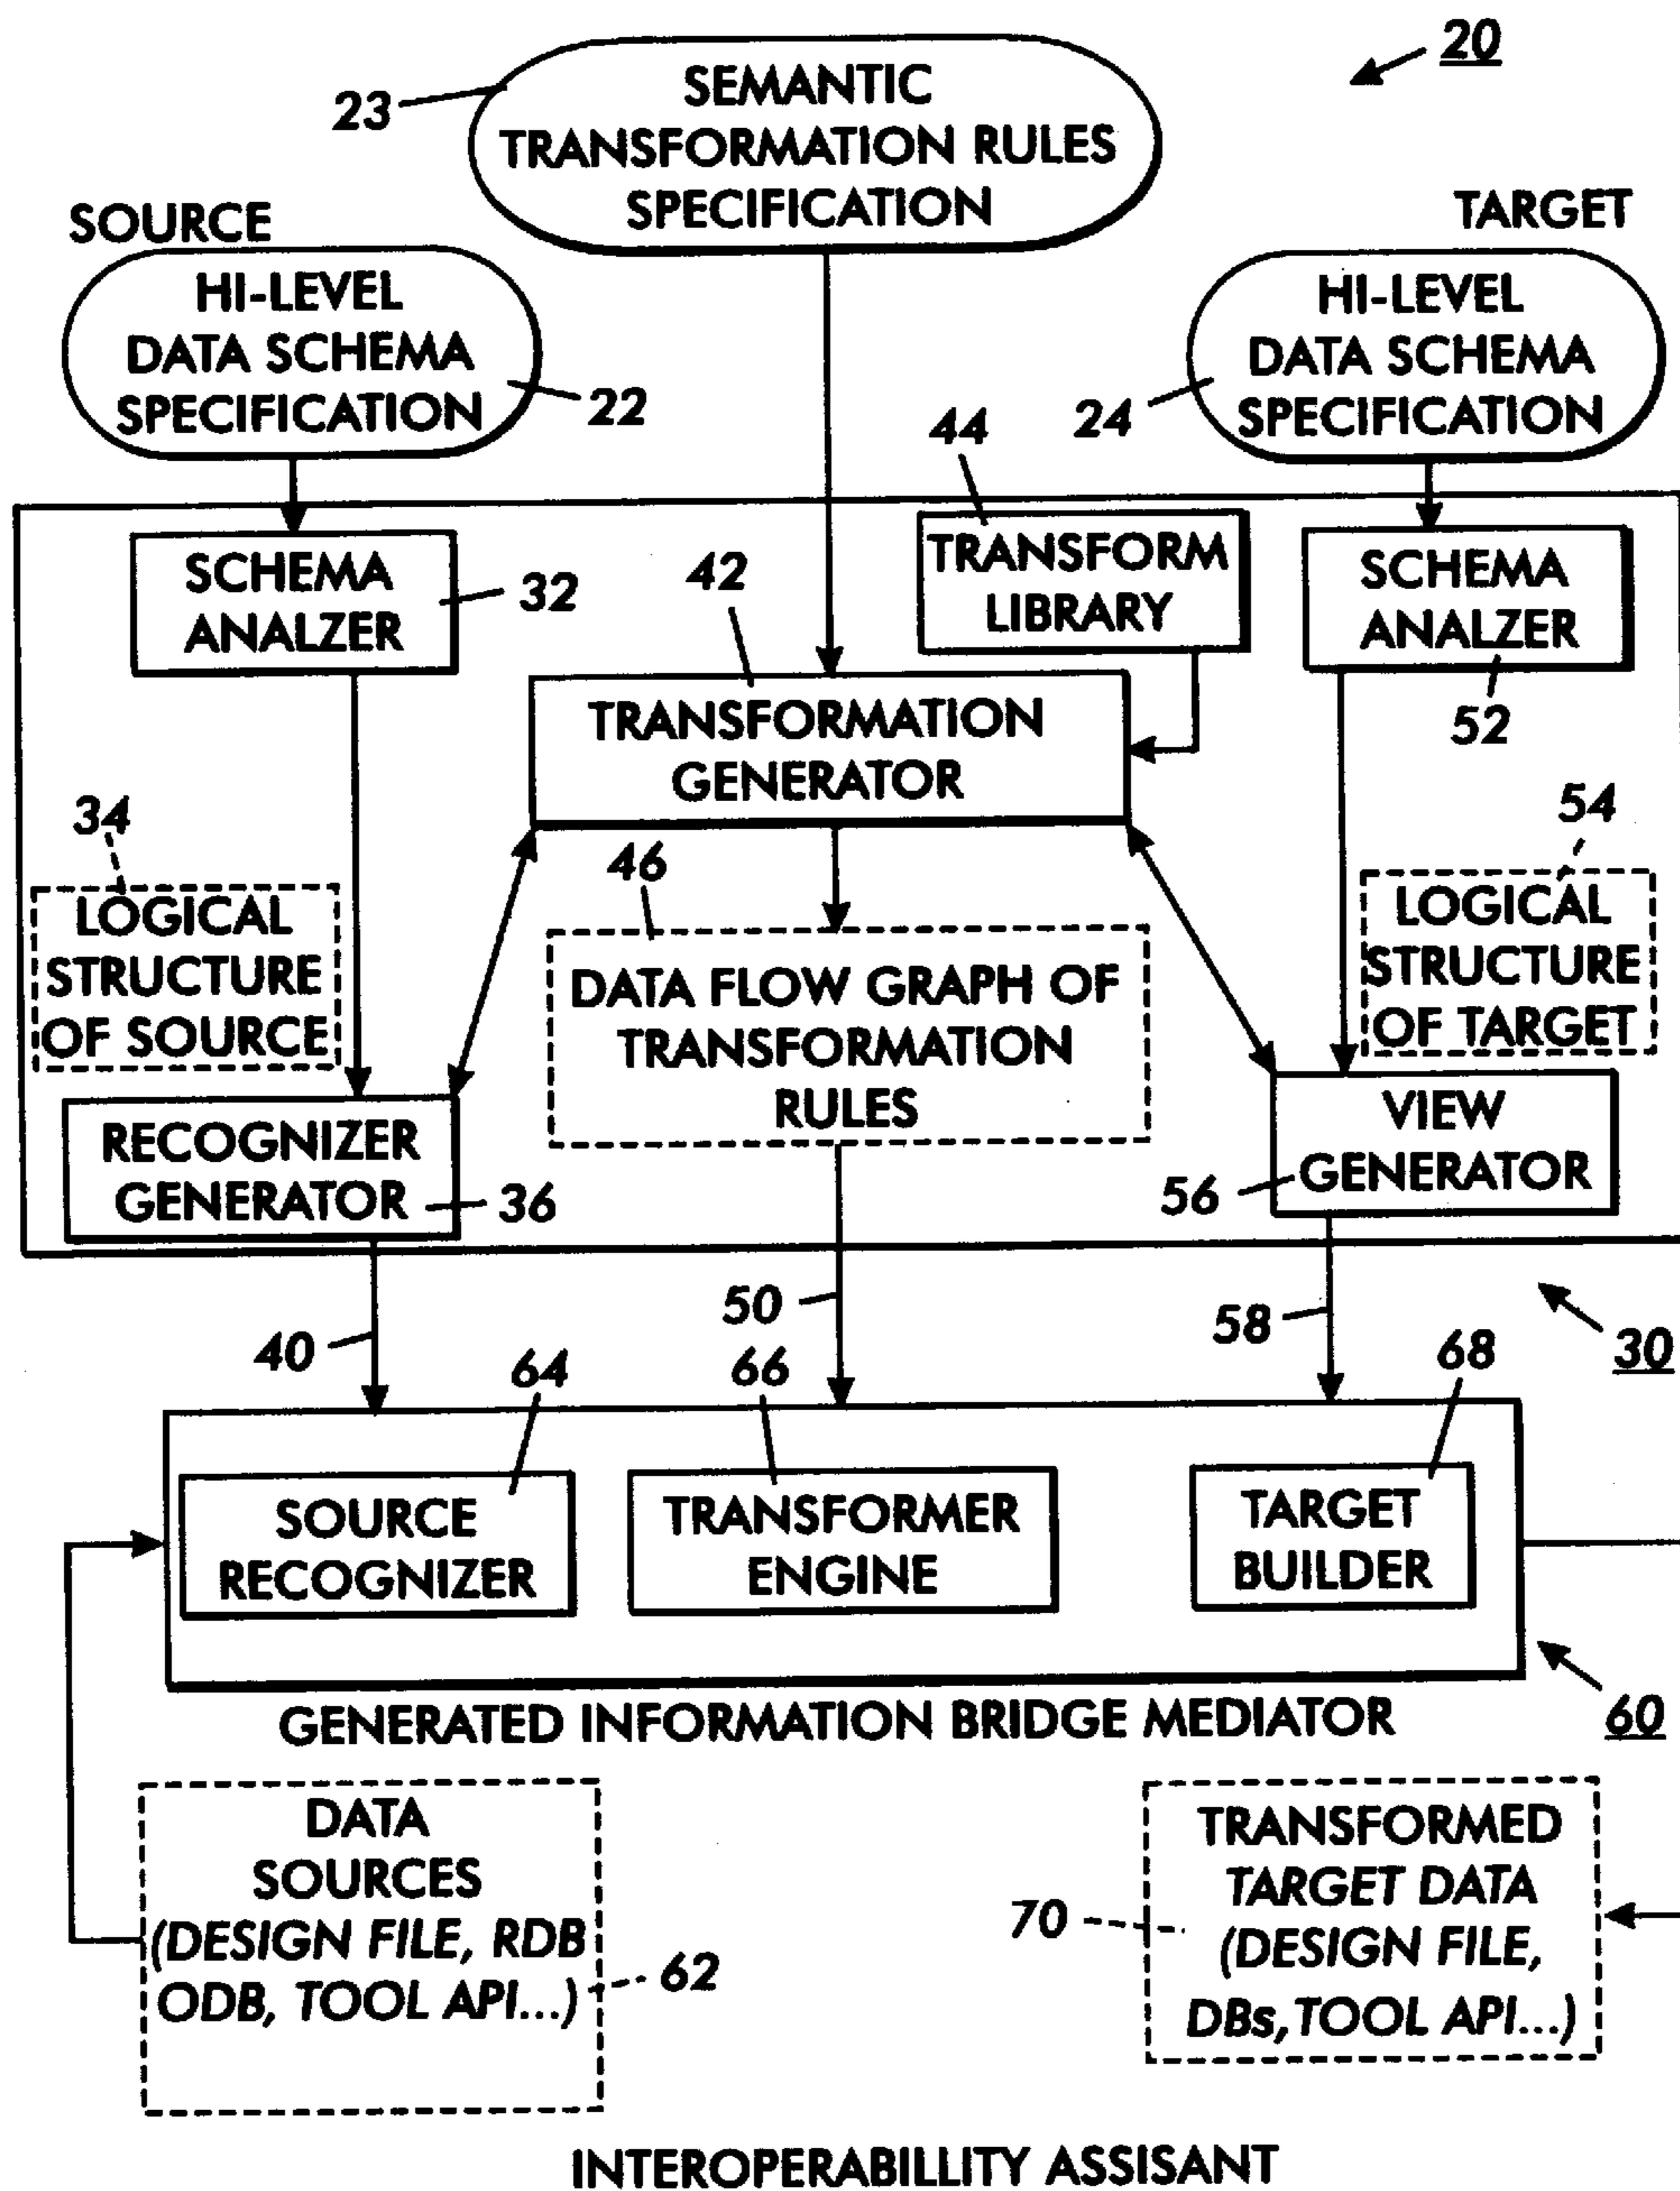 20
23
SEMANTIC
TRANSFORMATION RULES
SPECIFICATION
SOURCE
TARGET
HI-LEVEL
DATA SCHEMA
SPECIFICATION
22
HI-LEVEL
DATA SCHEMA
SPECIFICATION
24
44
SCHEMA
ANALZER
32
42
TRANSFORM
LIBRARY
SCHEMA
ANALZER
52
TRANSFORMATION
GENERATOR
34
LOGICAL
STRUCTURE
OF SOURCE
46
DATA FLOW GRAPH OF
TRANSFORMATION
RULES
54
LOGICAL
STRUCTURE
OF TARGET
RECOGNIZER
GENERATOR
36
VIEW
GENERATOR
56
40
50
58
30
64
66
68
SOURCE
RECOGNIZER
TRANSFORMER
ENGINE
TARGET
BUILDER
GENERATED INFORMATION BRIDGE MEDIATOR
60
DATA
SOURCES
(DESIGN FILE, RDB
ODB, TOOL API...)
62
TRANSFORMED
TARGET DATA
(DESIGN FILE,
DBs, TOOL API...)
70
INTEROPERABILLITY ASSISANT